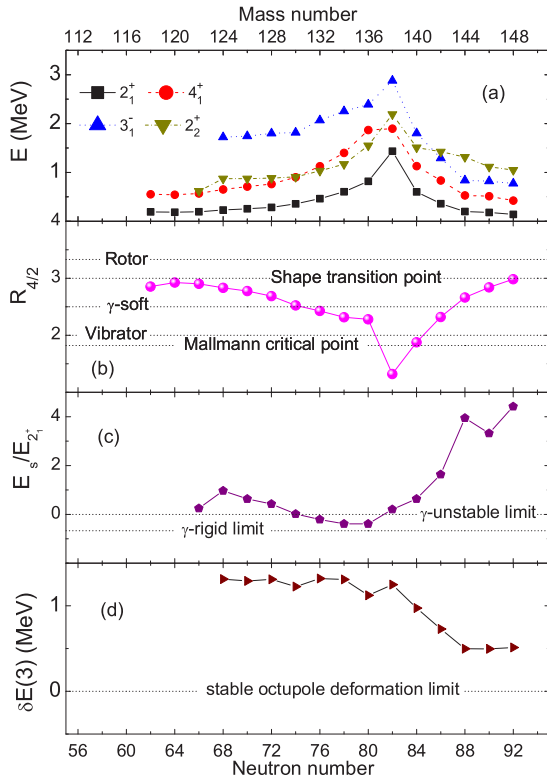 Mass number
112 116 120 124 128 132 136 140 144 148
E (MeV)
3
2
1
4
2₁⁺ 4₁⁺
3₁⁻ 2₂⁺
(a)
R₄/₂
3
2
Rotor
Shape transition point
γ-soft
Vibrator
Mallmann critical point
(b)
Eₛ/E₂₁⁺
4
2
0
(c)
γ-unstable limit
γ-rigid limit
δE(3) (MeV)
1
0
(d)
stable octupole deformation limit
56 60 64 68 72 76 80 84 88 92
Neutron number